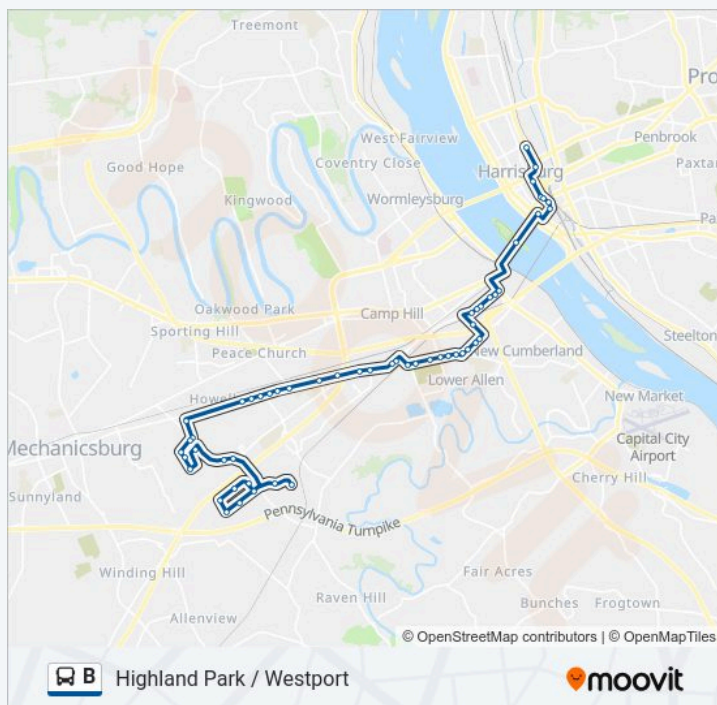 Treemont
Pro
West Fairview
Penbrook
Good Hope
Coventry Close
Harrisburg
Paxtan
Kingwood
Wormleysburg
Pa
Oakwood Park
Camp Hill
Sporting Hill
Steelton
Peace Church
New Cumberland
Lower Allen
Howell
New Market
Mechanicsburg
Capital City
Airport
Sunnyland
Cherry Hill
Pennsylvania Turnpike
Winding Hill
Fair Acres
Raven Hill
Bunches
Frogtown
Allenview
© OpenStreetMap contributors | © OpenMapTiles
B Highland Park / Westport
moovit